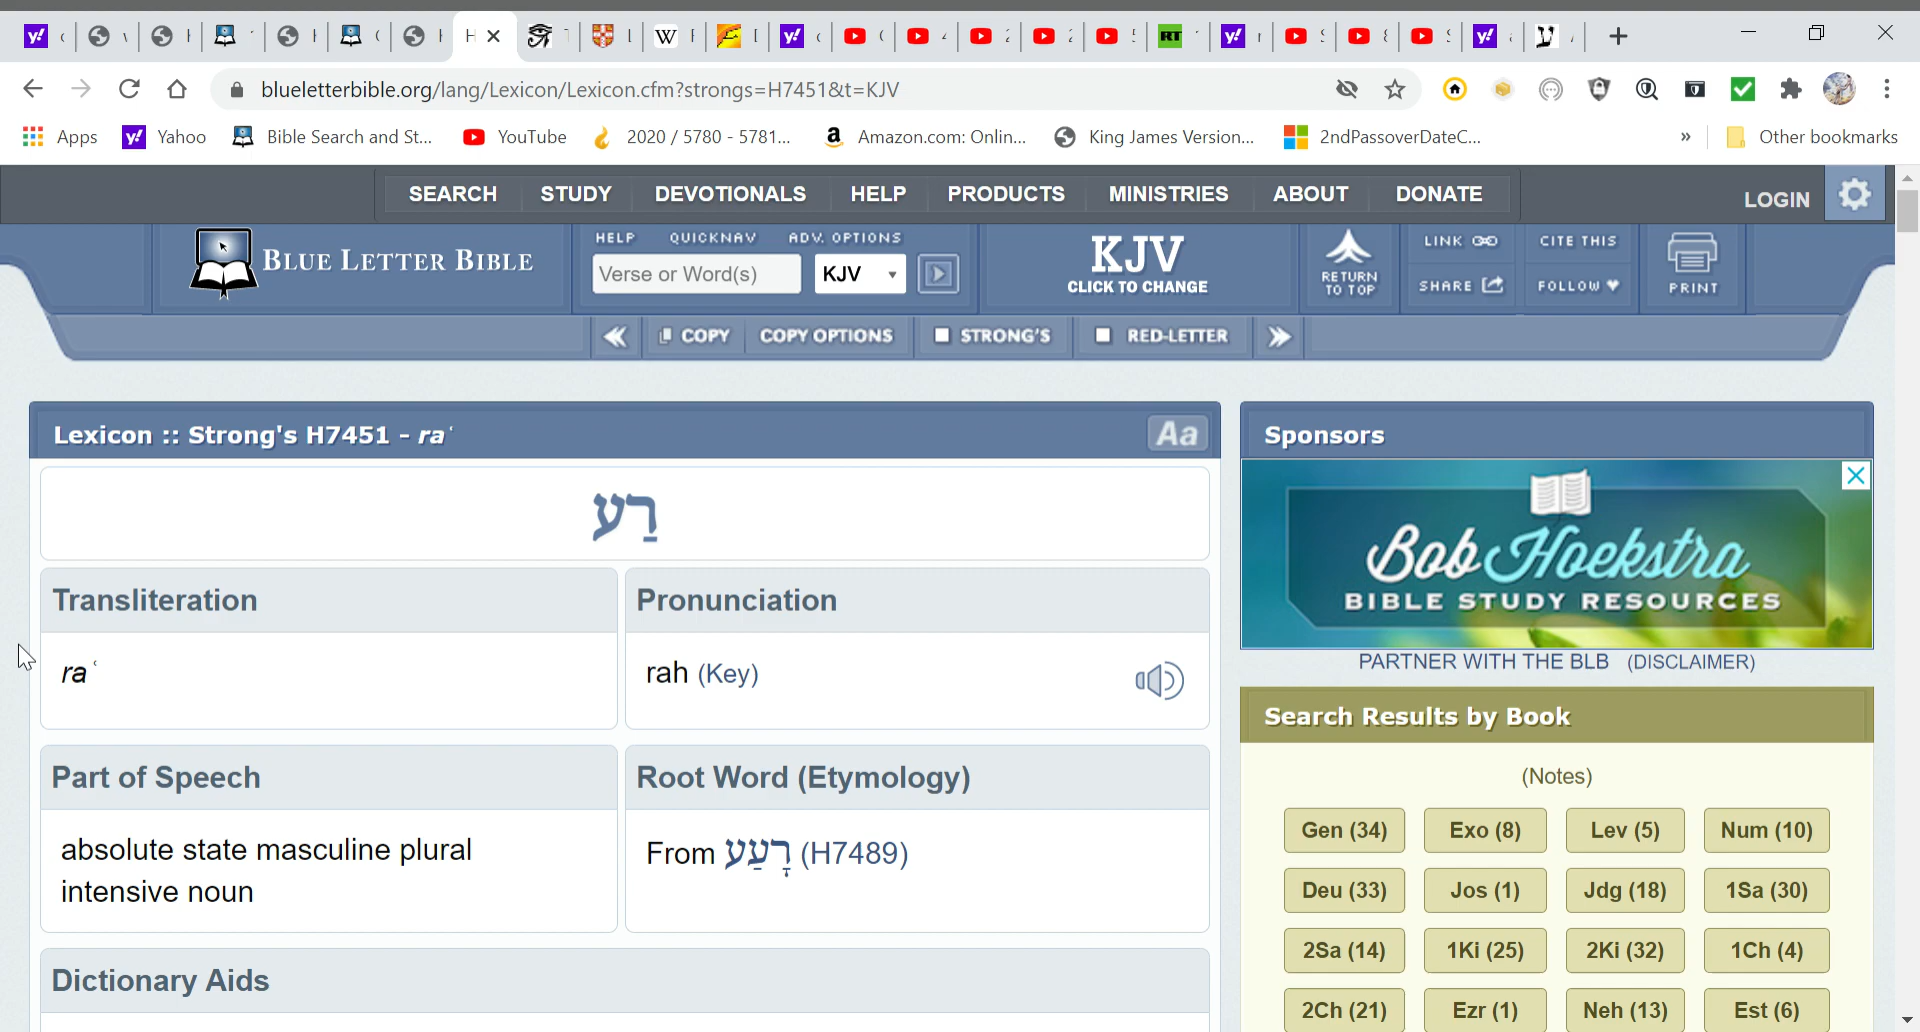 blueletterbible.org/lang/Lexicon/Lexicon.cfm?strongs=H7451&t=KJV
Apps Yahoo Bible Search and St... YouTube 2020 / 5780 - 5781... Amazon.com: Onlin... King James Version... 2ndPassoverDateC... » Other bookmarks
SEARCH STUDY DEVOTIONALS HELP PRODUCTS MINISTRIES ABOUT DONATE LOGIN
BLUE LETTER BIBLE
HELP QUICKNAV ADV. OPTIONS
Verse or Word(s) KJV
KJV
CLICK TO CHANGE
RETURN
TO TOP
LINK CITE THIS
SHARE FOLLOW
PRINT
COPY COPY OPTIONS STRONG'S RED-LETTER
Lexicon :: Strong's H7451 - raʿ Aa
רַע
Transliteration Pronunciation
raʿ rah (Key)
Part of Speech Root Word (Etymology)
absolute state masculine plural
intensive noun
From רָעַע (H7489)
Dictionary Aids
Sponsors
Bob Hoekstra
BIBLE STUDY RESOURCES
PARTNER WITH THE BLB (DISCLAIMER)
Search Results by Book
(Notes)
Gen (34) Exo (8) Lev (5) Num (10)
Deu (33) Jos (1) Jdg (18) 1Sa (30)
2Sa (14) 1Ki (25) 2Ki (32) 1Ch (4)
2Ch (21) Ezr (1) Neh (13) Est (6)